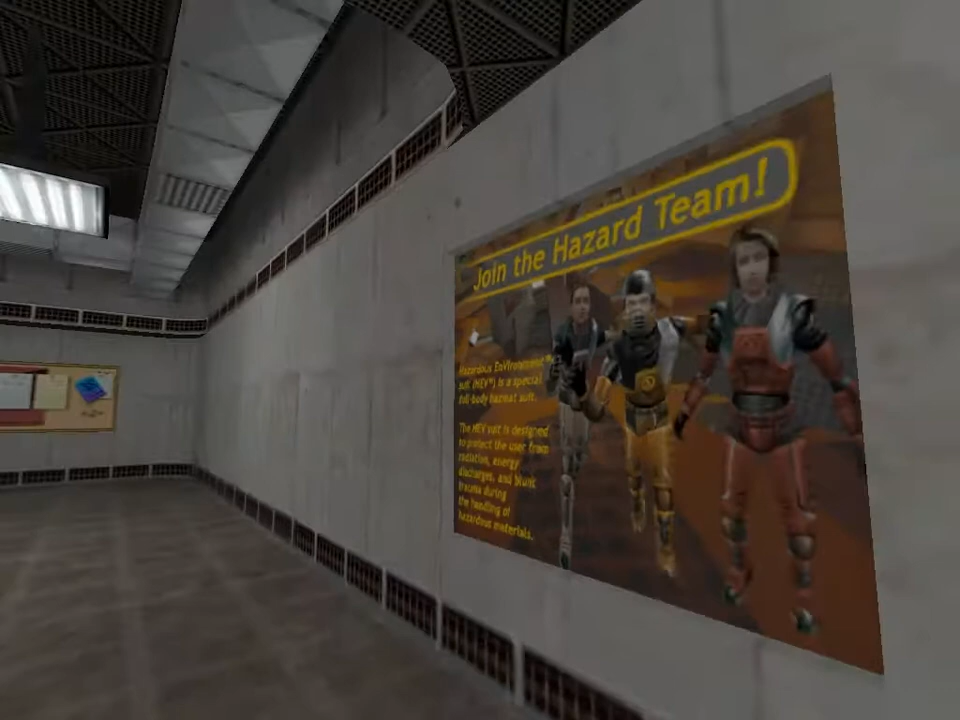 Join the Hazard Team!
Hazardous EnVironment
suit (HEV®) is a special
full-body hazmat suit.
The HEV suit is designed
to protect the user from
radiation, energy
discharges, and blunt
trauma during
the handling of
hazardous materials.